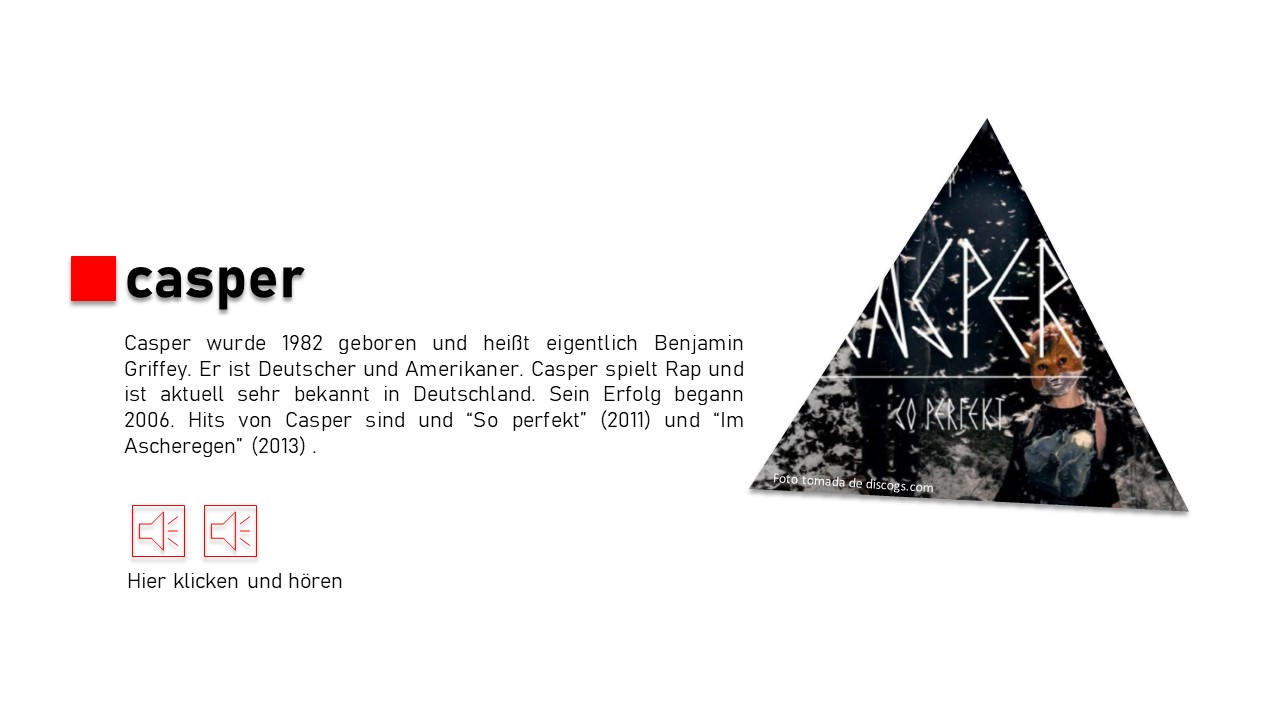 casper
Casper wurde 1982 geboren und heißt eigentlich Benjamin
Griffey. Er ist Deutscher und Amerikaner. Casper spielt Rap und
ist aktuell sehr bekannt in Deutschland. Sein Erfolg begann
2006. Hits von Casper sind und “So perfekt” (2011) und “Im
Ascheregen” (2013) .
Hier klicken und hören
CASPER
SO PERFEKT
Foto tomada de discogs.com